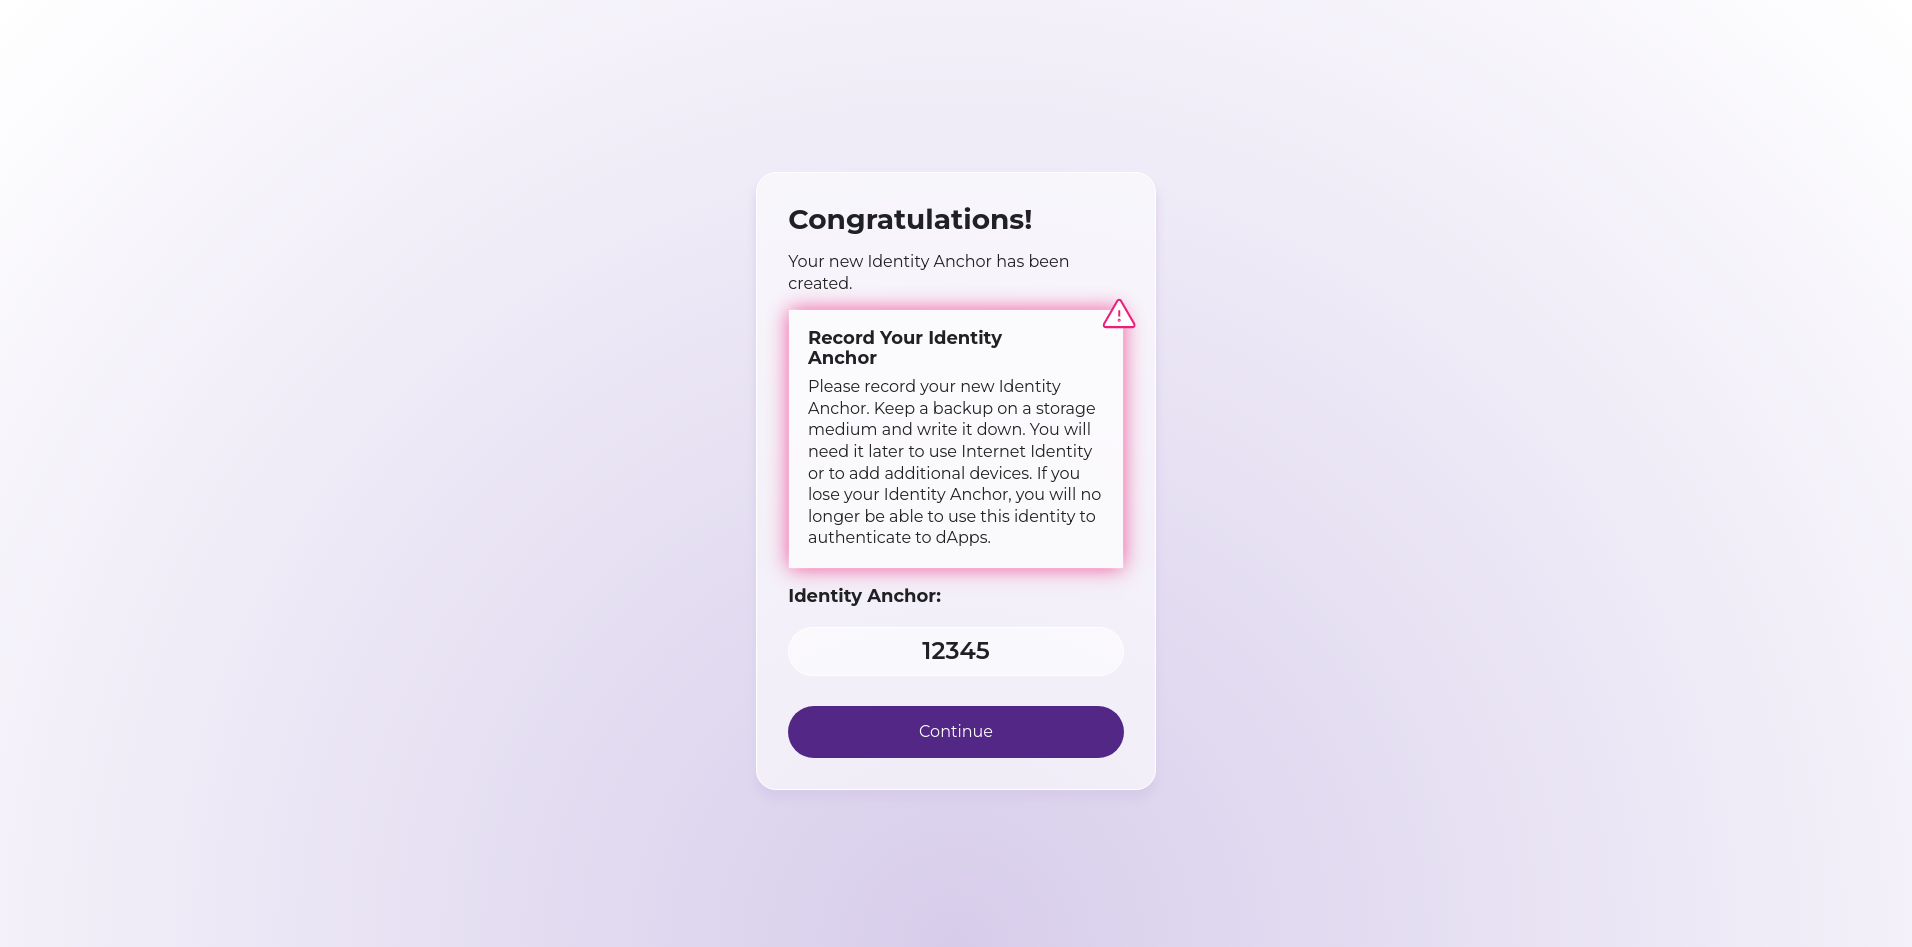 Congratulations!
Your new Identity Anchor has been
created.
Record Your Identity
Anchor
Please record your new Identity
Anchor. Keep a backup on a storage
medium and write it down. You will
need it later to use Internet Identity
or to add additional devices. If you
lose your Identity Anchor, you will no
longer be able to use this identity to
authenticate to dApps.
Identity Anchor:
12345
Continue